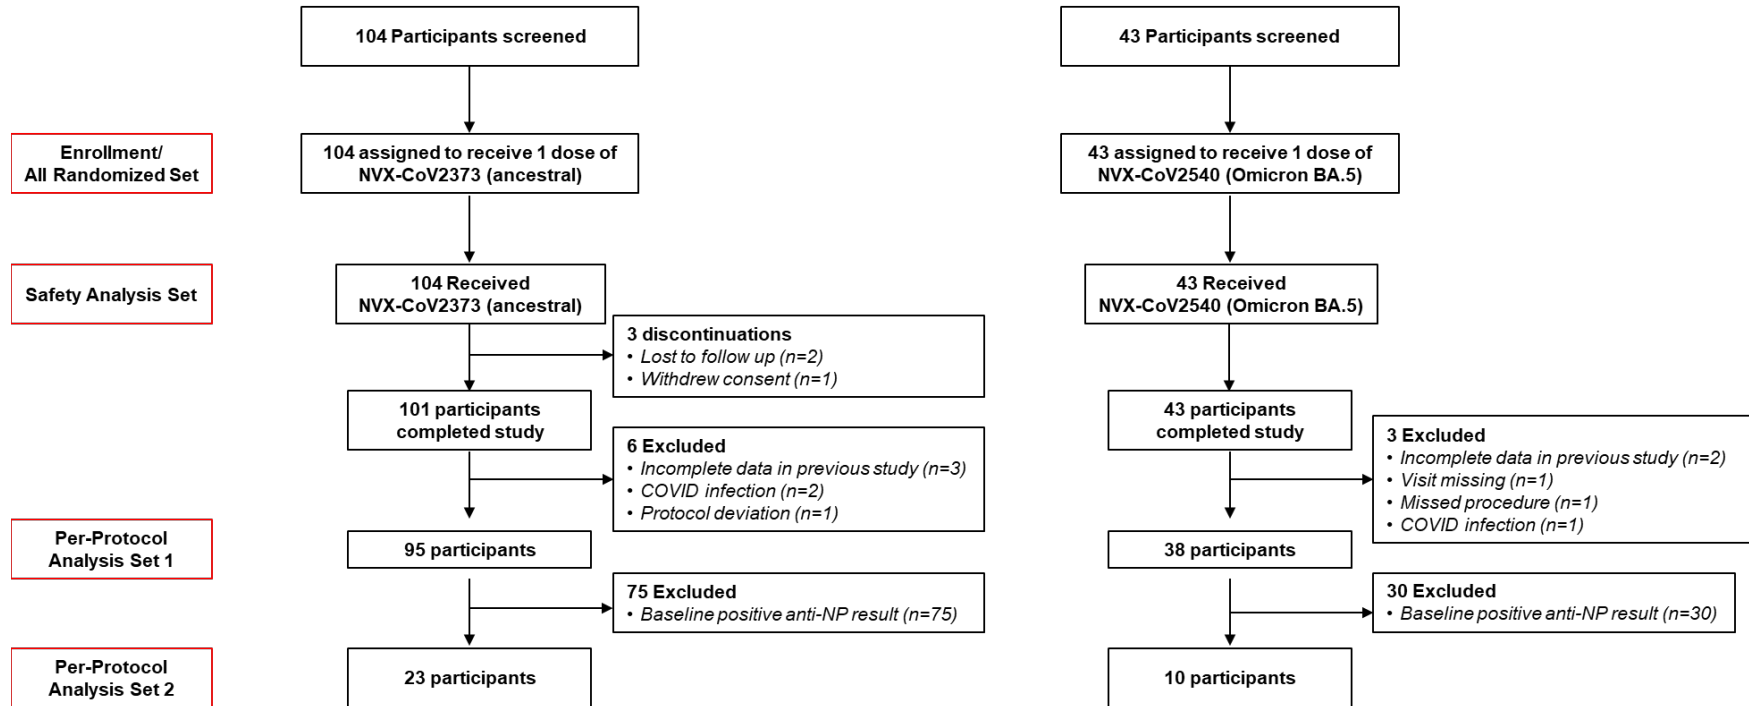 104 Participants screened
43 Participants screened
Enrollment/
All Randomized Set
104 assigned to receive 1 dose of
NVX-CoV2373 (ancestral)
43 assigned to receive 1 dose of
NVX-CoV2540 (Omicron BA.5)
Safety Analysis Set
104 Received
NVX-CoV2373 (ancestral)
43 Received
NVX-CoV2540 (Omicron BA.5)
3 discontinuations
• Lost to follow up (n=2)
• Withdrew consent (n=1)
101 participants
completed study
43 participants
completed study
6 Excluded
• Incomplete data in previous study (n=3)
• COVID infection (n=2)
• Protocol deviation (n=1)
3 Excluded
• Incomplete data in previous study (n=2)
• Visit missing (n=1)
• Missed procedure (n=1)
• COVID infection (n=1)
Per-Protocol
Analysis Set 1
95 participants
38 participants
75 Excluded
• Baseline positive anti-NP result (n=75)
30 Excluded
• Baseline positive anti-NP result (n=30)
Per-Protocol
Analysis Set 2
23 participants
10 participants